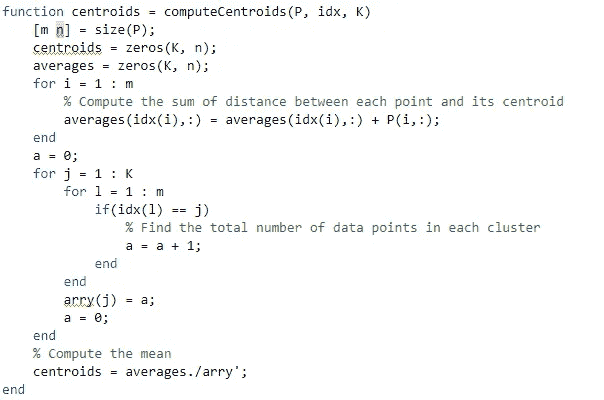 function centroids = computeCentroids(P, idx, K)
    [m n] = size(P);
    centroids = zeros(K, n);
    averages = zeros(K, n);
    for i = 1 : m
        % Compute the sum of distance between each point and its centroid
        averages(idx(i),:) = averages(idx(i),:) + P(i,:);
    end
    a = 0;
    for j = 1 : K
        for l = 1 : m
            if(idx(l) == j)
                % Find the total number of data points in each cluster
                a = a + 1;
            end
        end
        arry(j) = a;
        a = 0;
    end
    % Compute the mean
    centroids = averages./arry';
end